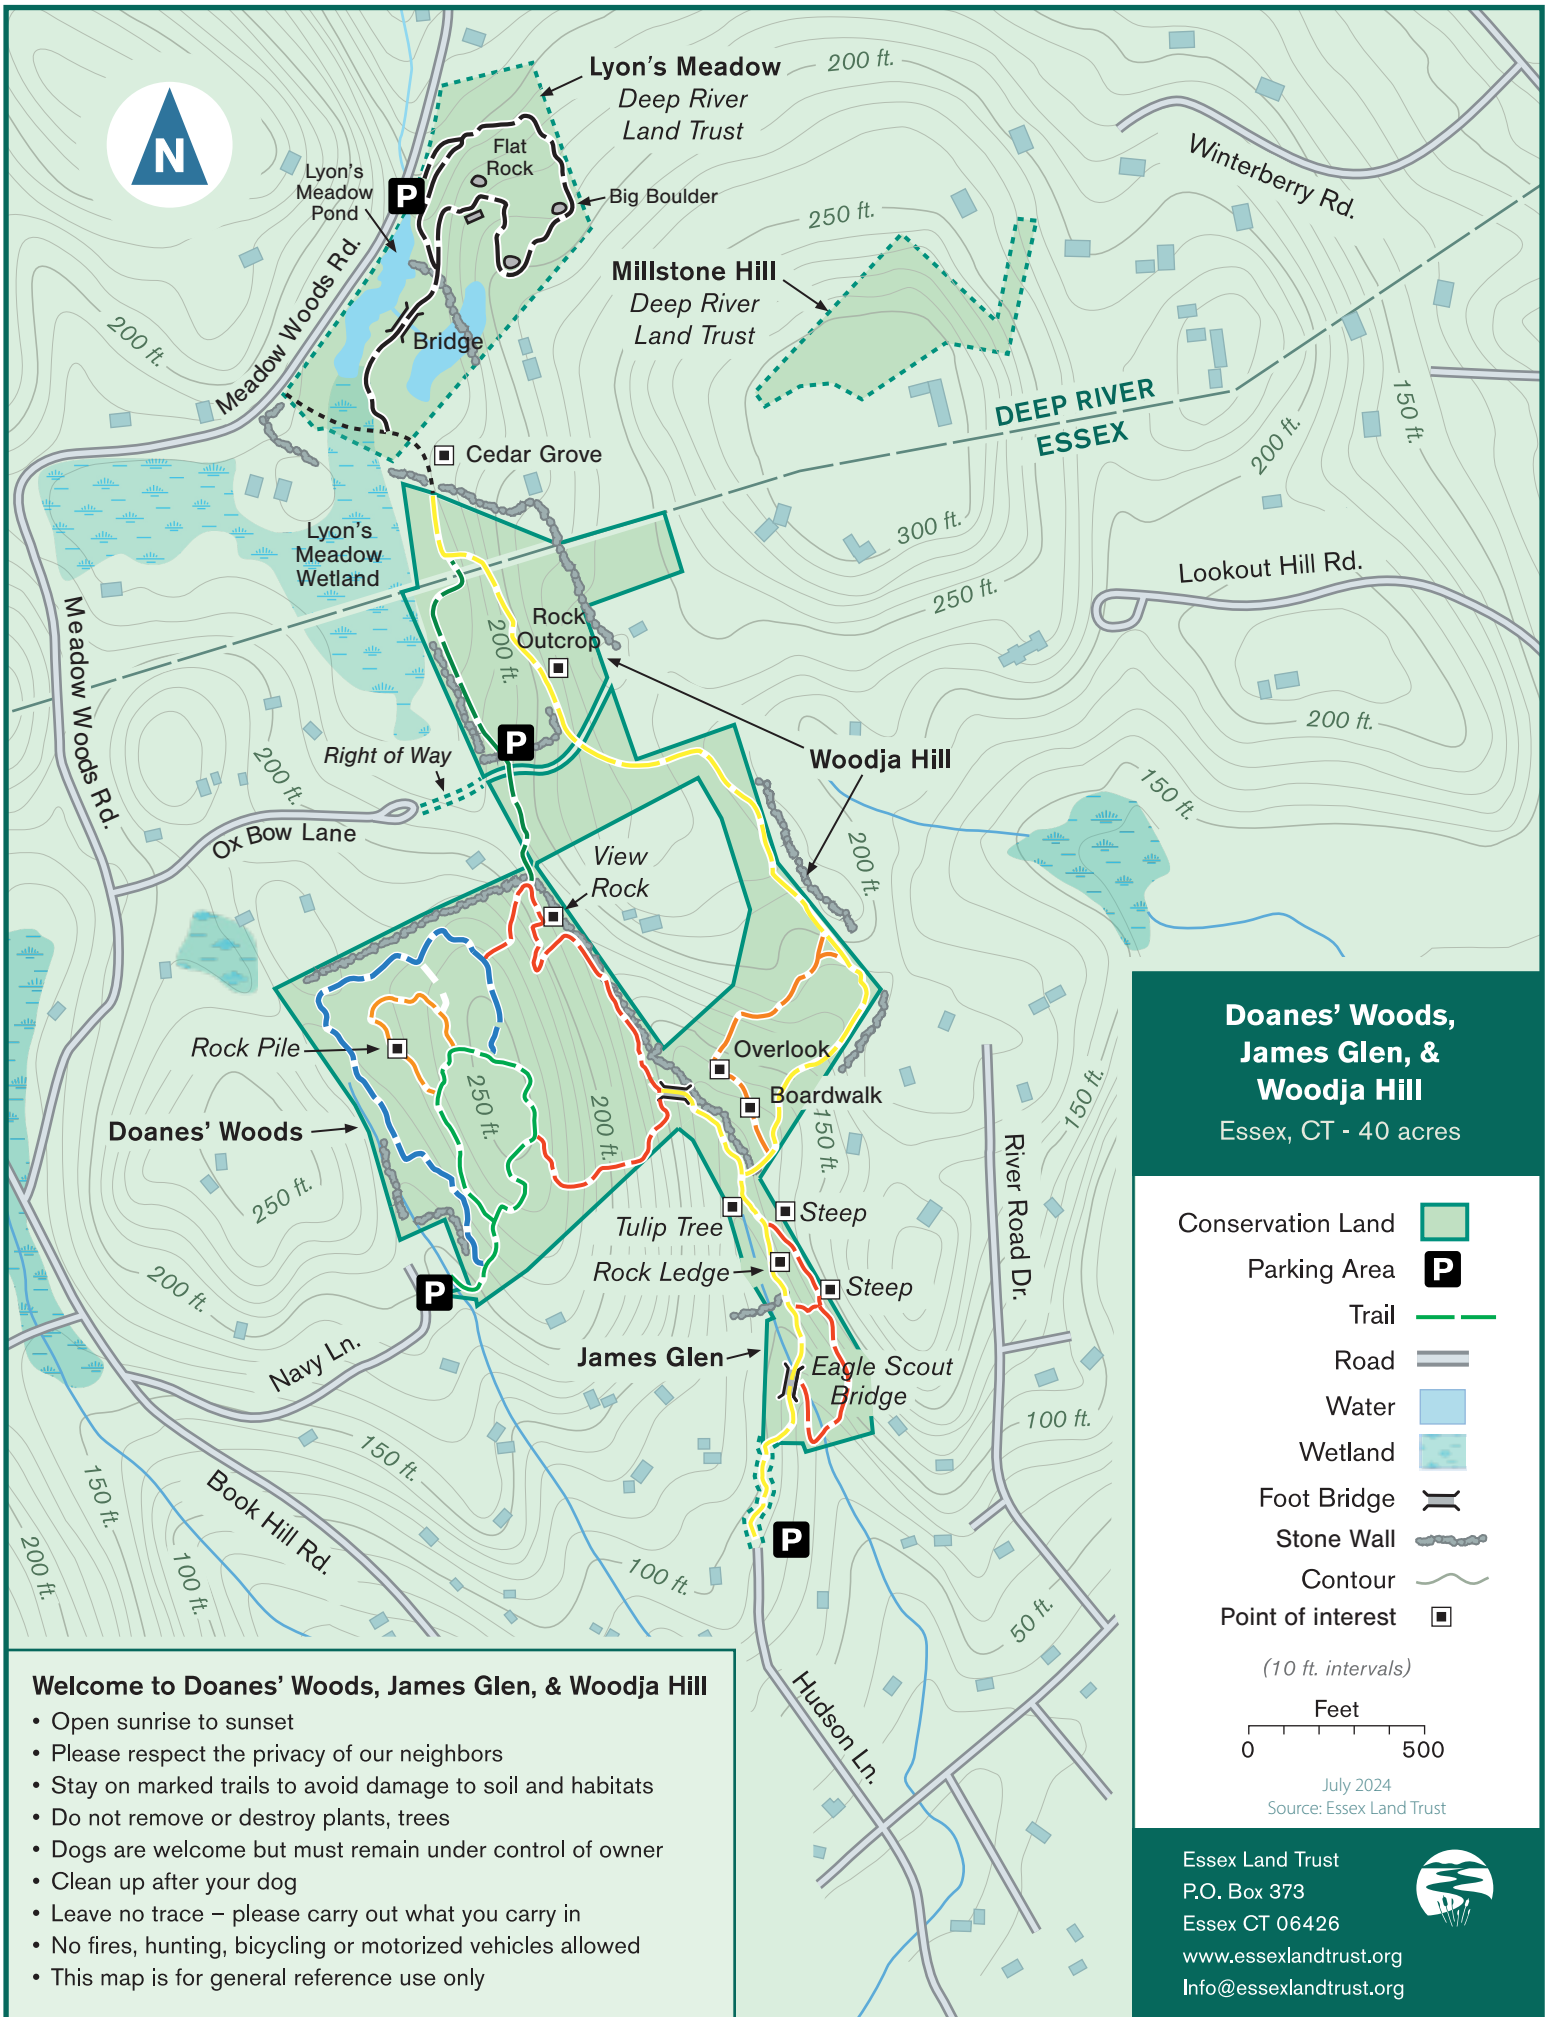 Lyon's Meadow
Deep River
Land Trust
200 ft.
N
Winterberry Rd.
Flat
Rock
Lyon's
Meadow
Pond
P
Big Boulder
250 ft.
Millstone Hill
Deep River
Land Trust
Meadow Woods Rd.
200 ft.
Bridge
DEEP RIVER
ESSEX
150 ft.
200 ft.
Cedar Grove
300 ft.
Lyon's
Meadow
Wetland
Lookout Hill Rd.
250 ft.
Meadow Woods Rd.
Rock
Outcrop
200 ft.
200 ft.
P
Right of Way
200 ft.
Woodja Hill
150 ft.
Ox Bow Lane
View
Rock
200 ft.
Rock Pile
Overlook
Boardwalk
250 ft.
200 ft.
150 ft.
150 ft.
Doanes' Woods
River Road Dr.
250 ft.
Tulip Tree
Steep
Rock Ledge
Steep
200 ft.
P
Navy Ln.
James Glen
Eagle Scout
Bridge
100 ft.
150 ft.
150 ft.
Book Hill Rd.
200 ft.
100 ft.
100 ft.
P
50 ft.
Hudson Ln.
Doanes' Woods,
James Glen, &
Woodja Hill
Essex, CT - 40 acres
Conservation Land
Parking Area P
Trail
Road
Water
Wetland
Foot Bridge
Stone Wall
Contour
Point of interest
(10 ft. intervals)
Feet
0 500
July 2024
Source: Essex Land Trust
Essex Land Trust
P.O. Box 373
Essex CT 06426
www.essexlandtrust.org
Info@essexlandtrust.org
Welcome to Doanes' Woods, James Glen, & Woodja Hill
• Open sunrise to sunset
• Please respect the privacy of our neighbors
• Stay on marked trails to avoid damage to soil and habitats
• Do not remove or destroy plants, trees
• Dogs are welcome but must remain under control of owner
• Clean up after your dog
• Leave no trace – please carry out what you carry in
• No fires, hunting, bicycling or motorized vehicles allowed
• This map is for general reference use only